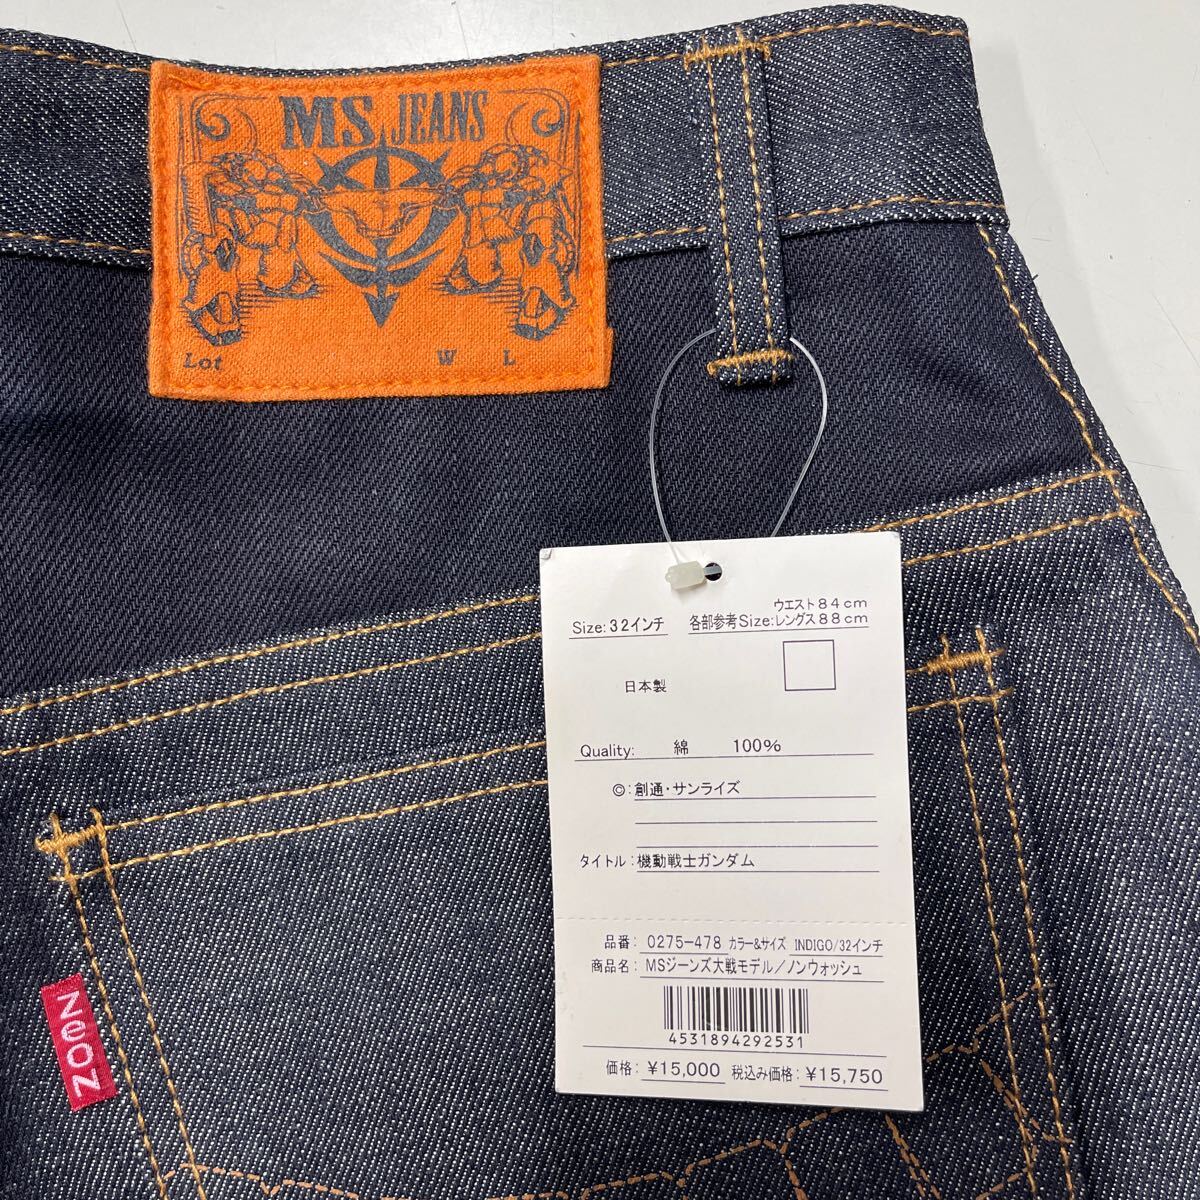 MS JEANS
Lot W L
ウエスト84cm
Size: 32インチ 各部参考Size:レングス88cm
日本製
Quality: 綿 100%
©:創通・サンライズ
タイトル:機動戦士ガンダム
品番: 0275-478 カラー&サイズ INDIGO/32インチ
商品名: MSジーンズ大戦モデル/ノンウォッシュ
4531894292531
価格: ¥15,000 税込み価格: ¥15,750
ZeoN